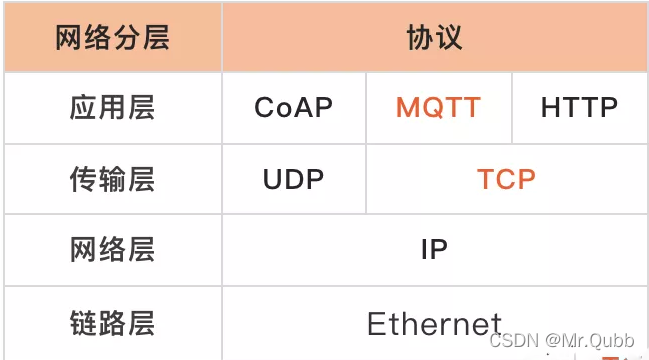 网络分层 协议
应用层 CoAP MQTT HTTP
传输层 UDP TCP
网络层 IP
链路层 Ethernet
CSDN @Mr.Qubb